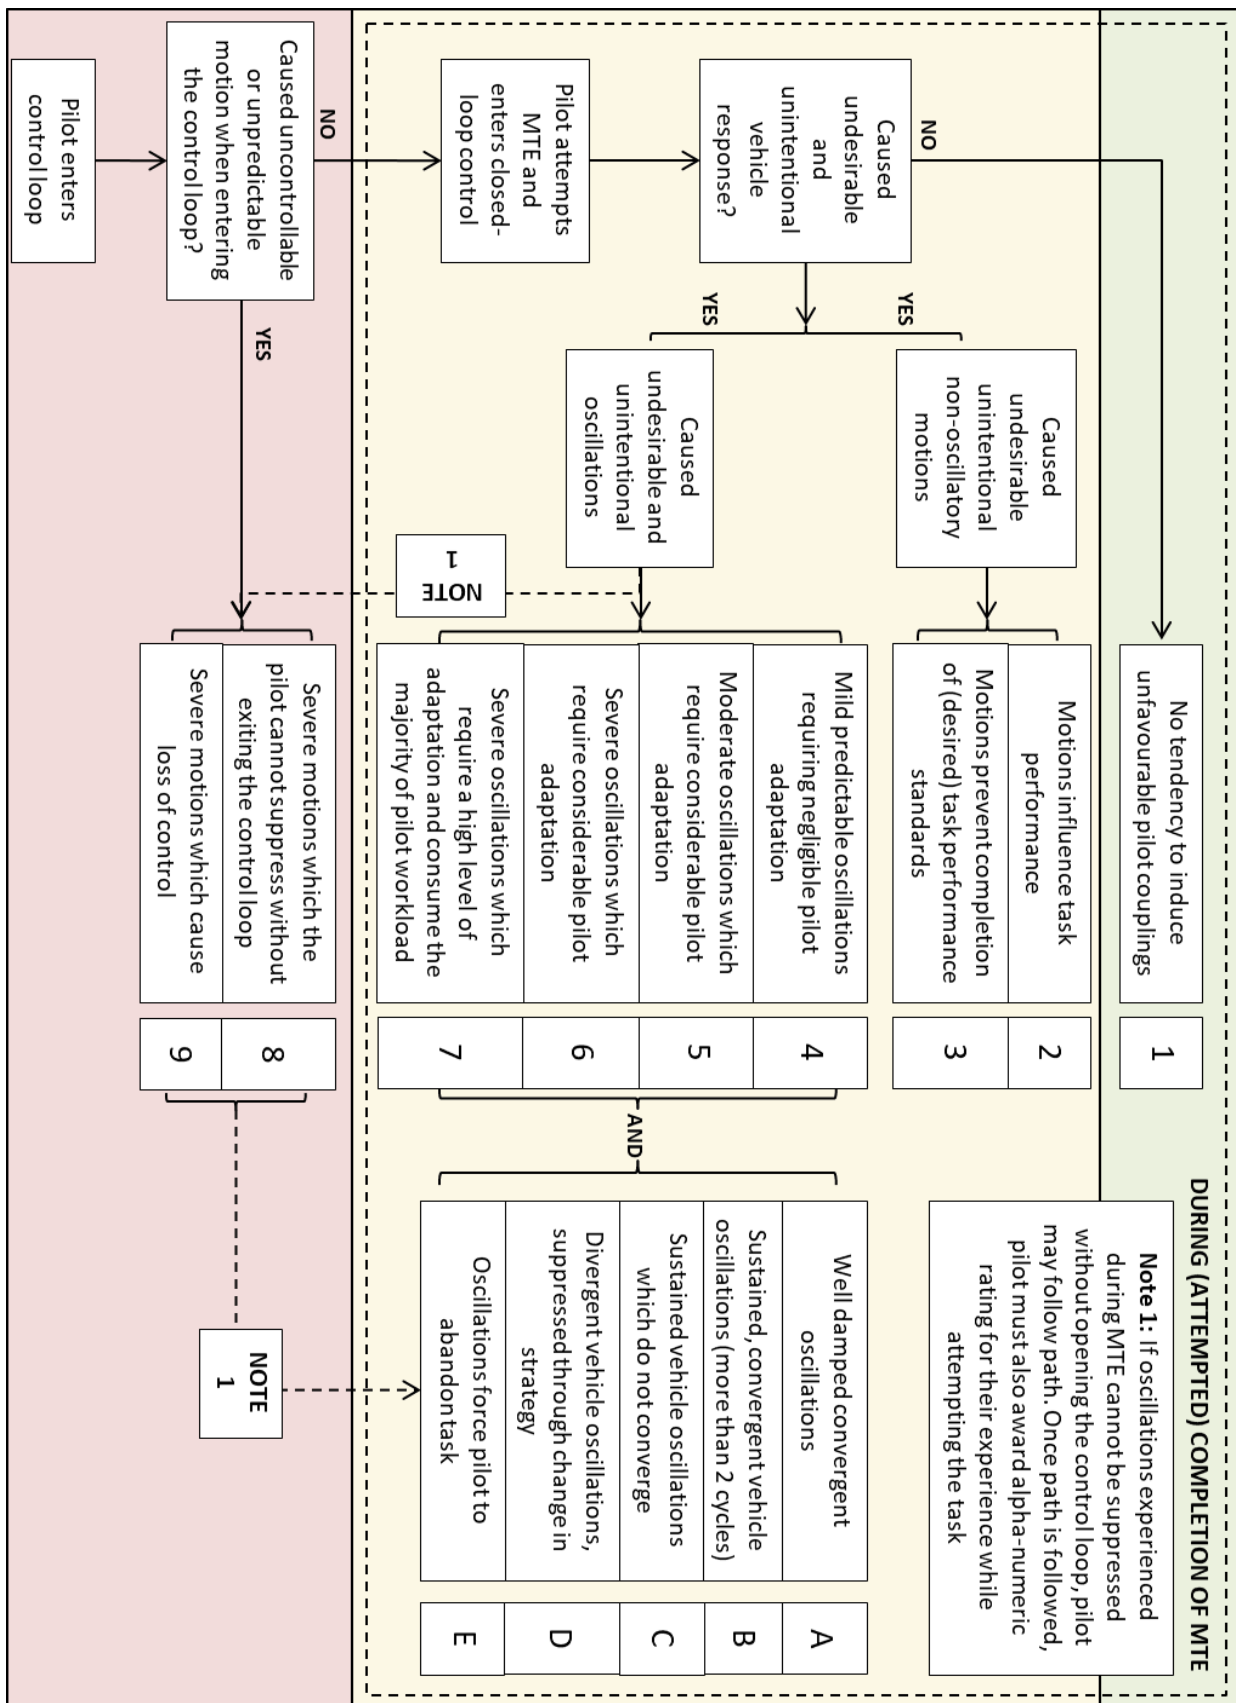 DURING (ATTEMPTED) COMPLETION OF MTE
No tendency to induce
unfavourable pilot couplings
1
Note 1: If oscillations experienced
during MTE cannot be suppressed
without opening the control loop, pilot
may follow path. Once path is followed,
pilot must also award alpha-numeric
rating for their experience while
attempting the task
NO
Caused
undesirable
and
unintentional
vehicle
response?
YES
YES
Caused
undesirable
unintentional
non-oscillatory
motions
Motions influence task
performance
2
Motions prevent completion
of (desired) task performance
standards
3
Caused
undesirable and
unintentional
oscillations
Mild predictable oscillations
requiring negligible pilot
adaptation
4
Moderate oscillations which
require considerable pilot
adaptation
5
Severe oscillations which
require considerable pilot
adaptation
6
Severe oscillations which
require a high level of
adaptation and consume the
majority of pilot workload
7
AND
Well damped convergent
oscillations
A
Sustained, convergent vehicle
oscillations (more than 2 cycles)
B
Sustained vehicle oscillations
which do not converge
C
Divergent vehicle oscillations,
suppressed through change in
strategy
D
Oscillations force pilot to
abandon task
E
Pilot attempts
MTE and
enters closed-
loop control
NOTE
1
NO
Caused uncontrollable
or unpredictable
motion when entering
the control loop?
YES
Severe motions which the
pilot cannot suppress without
exiting the control loop
8
Severe motions which cause
loss of control
9
NOTE
1
Pilot enters
control loop